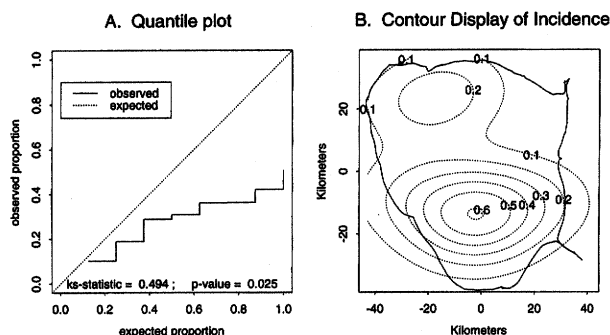 A. Quantile plot
observed proportion
1.0
0.8
0.6
0.4
0.2
0.0
observed
expected
ks-statistic = 0.494 ; p-value = 0.025
0.0 0.2 0.4 0.6 0.8 1.0
expected proportion
B. Contour Display of Incidence
Kilometers
20
0
-20
0.1
0.1
0.2
0.1
0.1
0.6
0.5
0.4
0.3
0.2
-40 -20 0 20 40
Kilometers